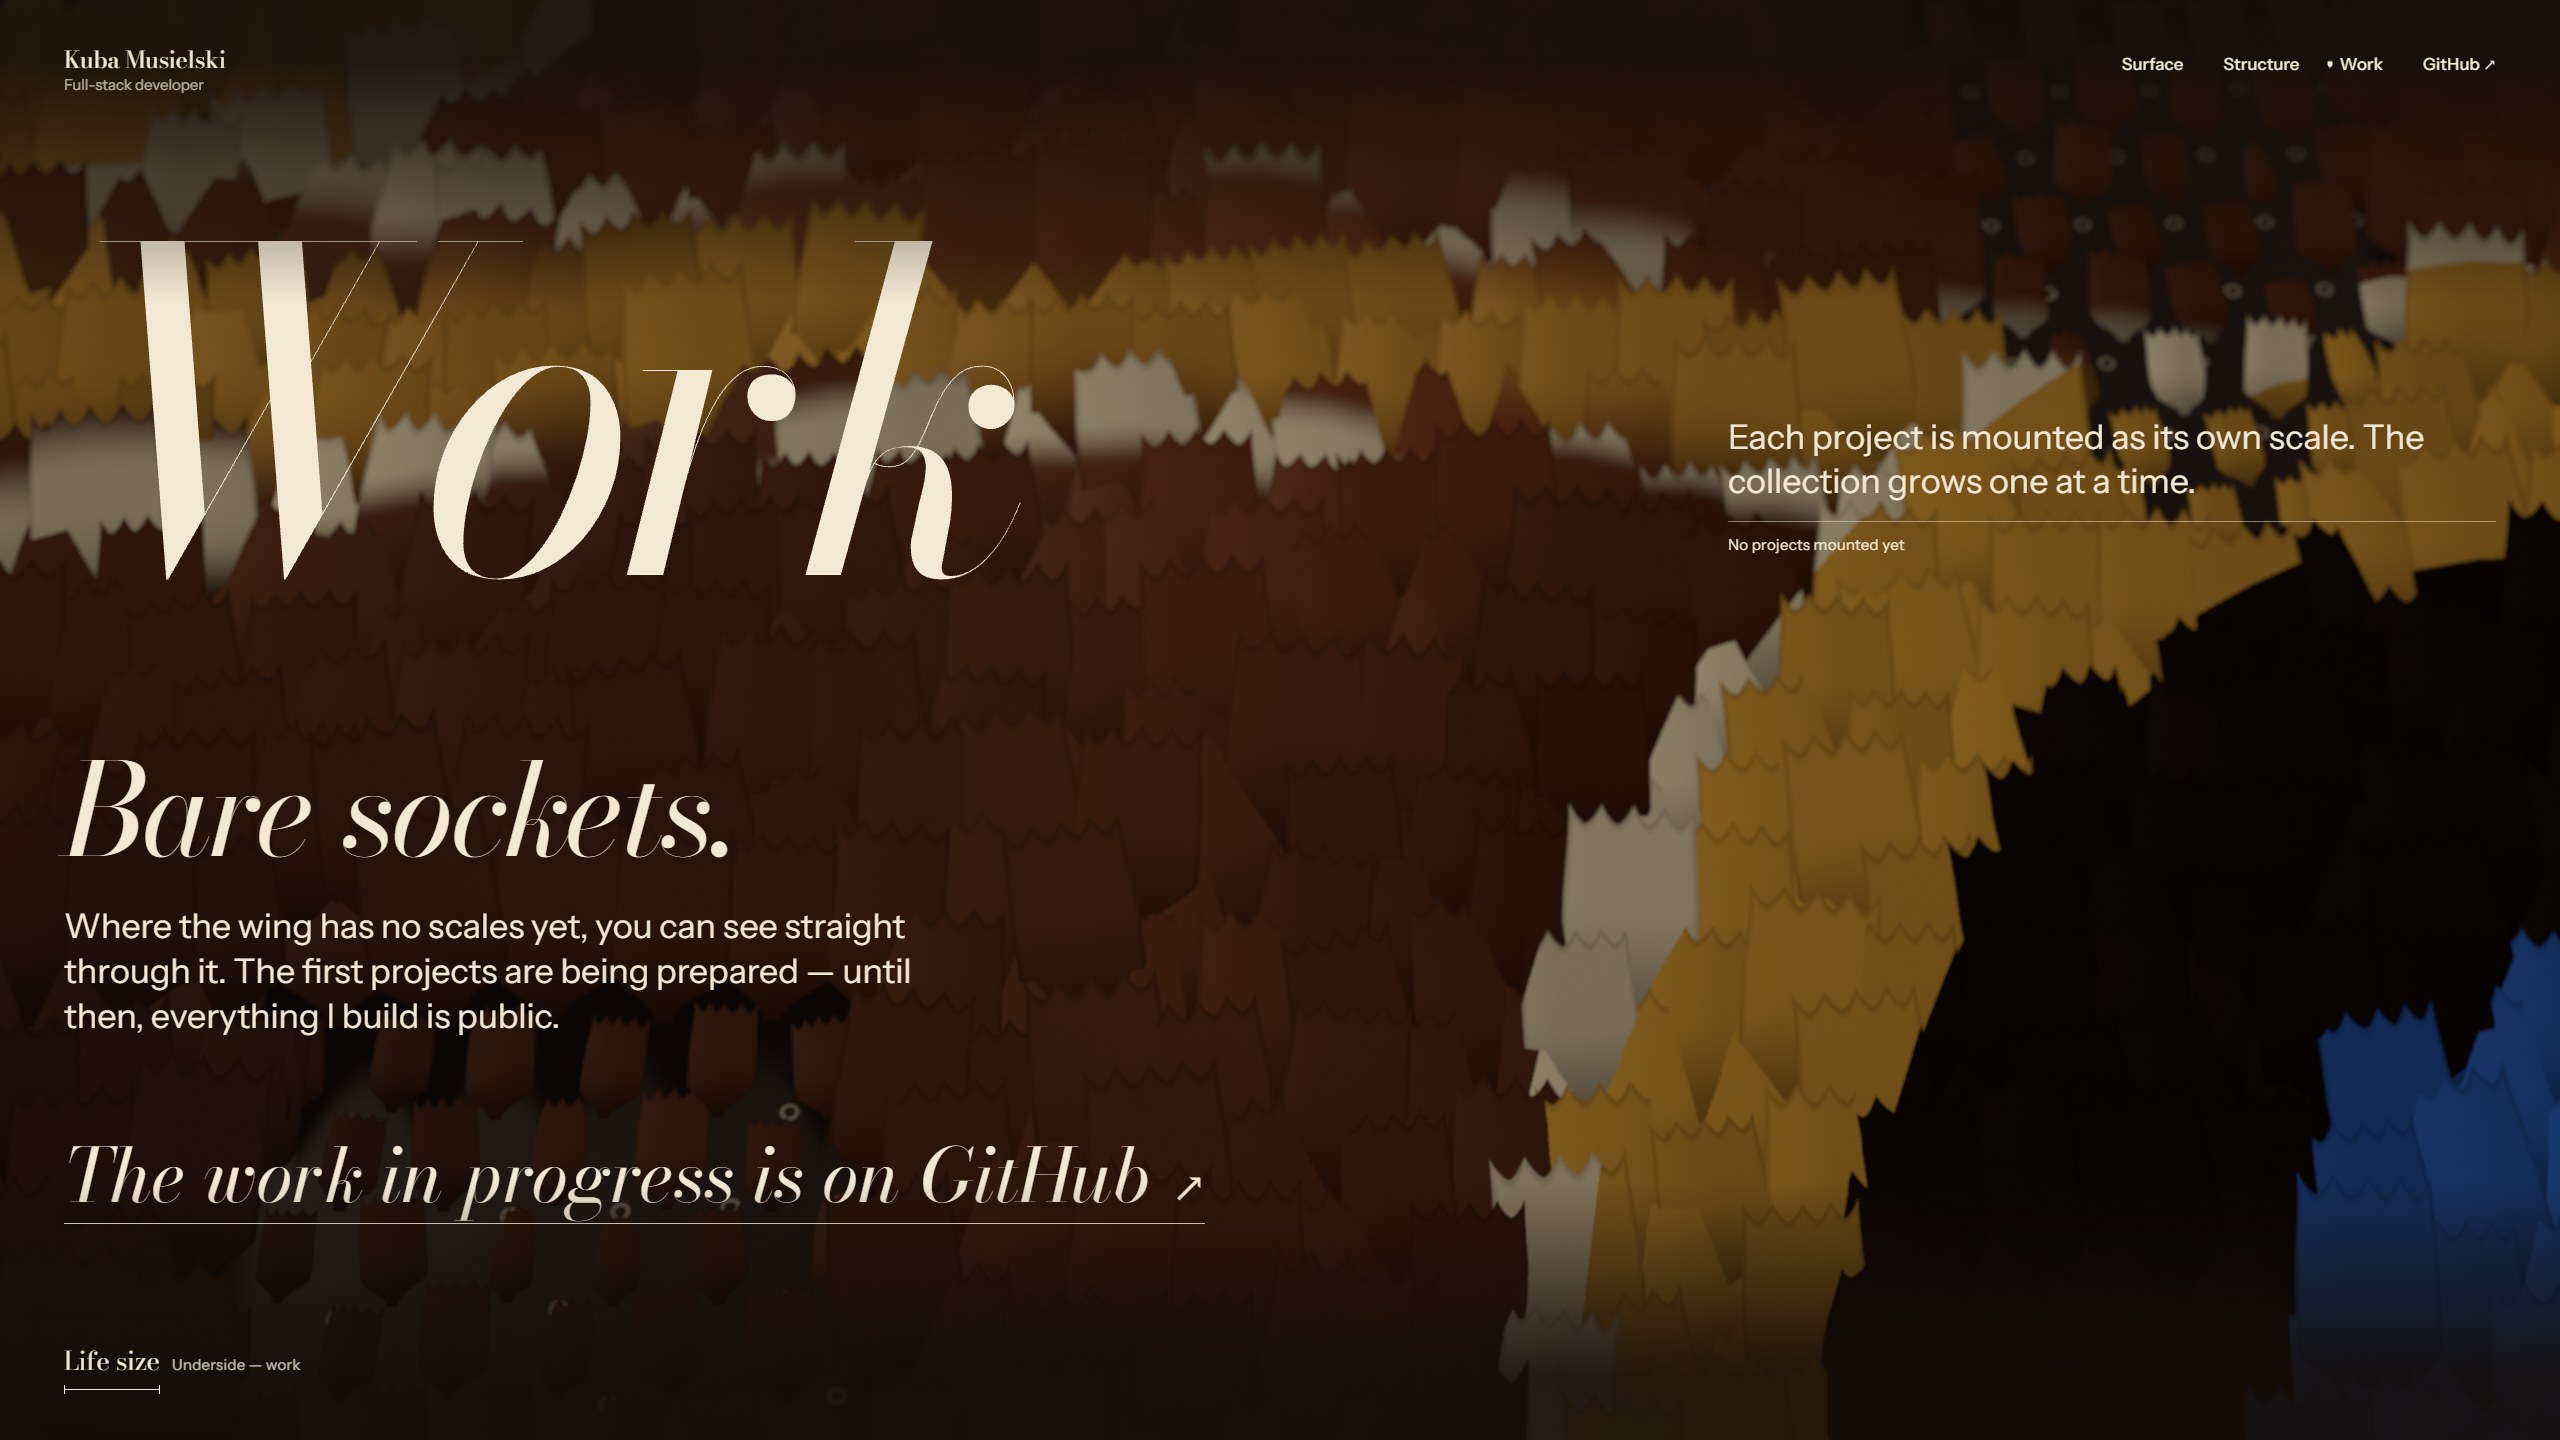 Kuba Musielski
Full-stack developer
Surface Structure Work GitHub ↗
Work
Each project is mounted as its own scale. The
collection grows one at a time.
No projects mounted yet
Bare sockets.
Where the wing has no scales yet, you can see straight
through it. The first projects are being prepared — until
then, everything I build is public.
The work in progress is on GitHub ↗
Life size Underside — work